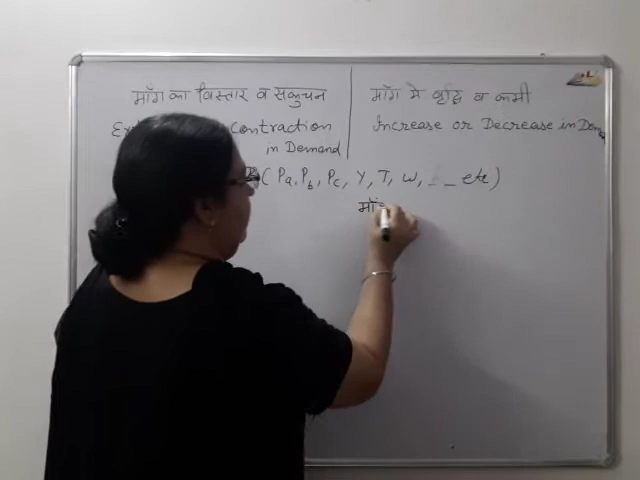 माँग का विस्तार व संकुचन
माँग में वृद्धि व कमी
Contraction
in Demand
Increase or Decrease in Dem
( Pa, Pb, Pc, Y, T, w, _ _ etc)
माँ